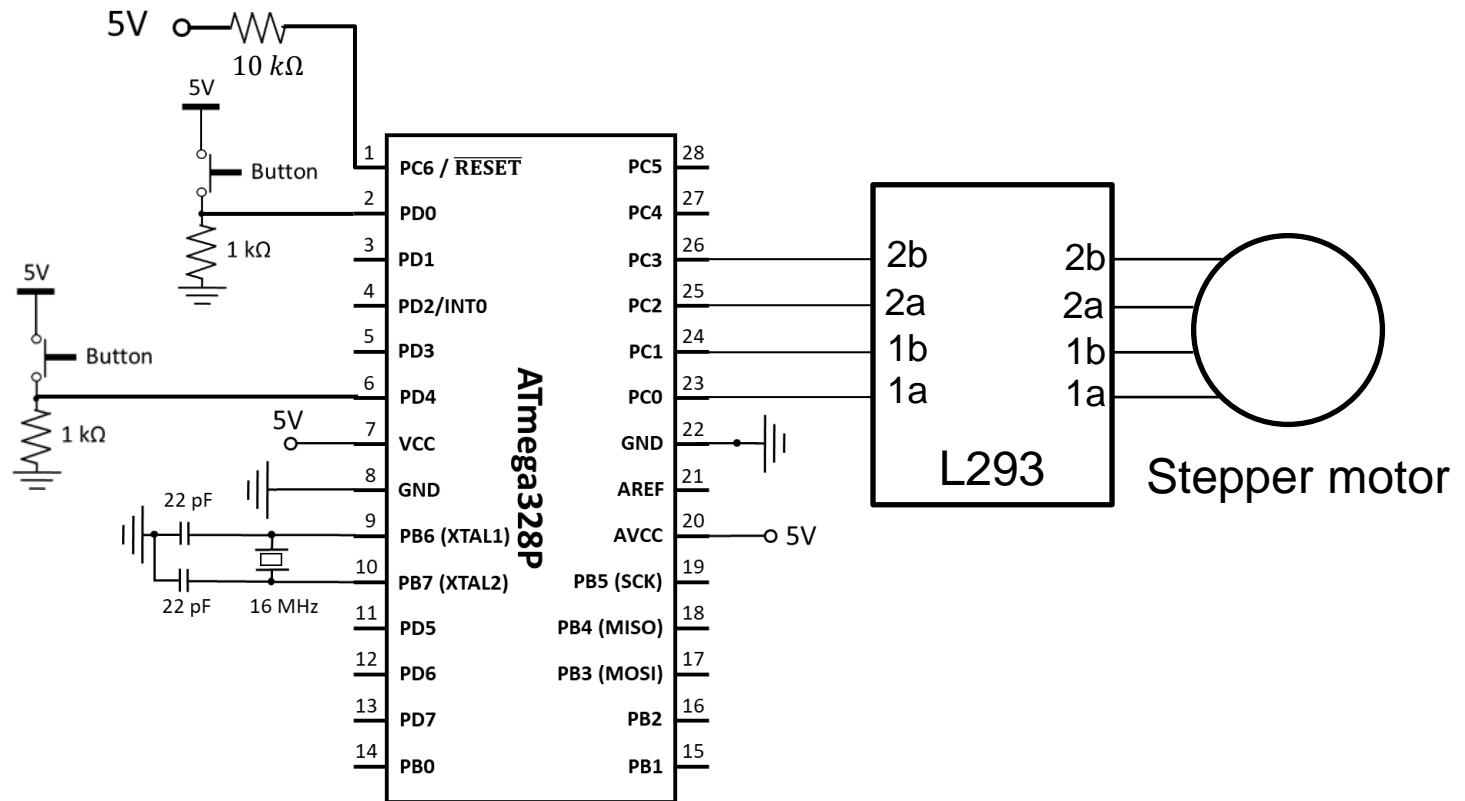 5V
10 kΩ
5V
Button
1 kΩ
5V
Button
1 kΩ
5V
22 pF
22 pF
16 MHz
1 PC6 / R̅E̅S̅E̅T̅
2 PD0
3 PD1
4 PD2/INT0
5 PD3
6 PD4
7 VCC
8 GND
9 PB6 (XTAL1)
10 PB7 (XTAL2)
11 PD5
12 PD6
13 PD7
14 PB0
ATmega328P
PC5 28
PC4 27
PC3 26
PC2 25
PC1 24
PC0 23
GND 22
AREF 21
AVCC 20
5V
PB5 (SCK) 19
PB4 (MISO) 18
PB3 (MOSI) 17
PB2 16
PB1 15
2b 2b
2a 2a
1b 1b
1a 1a
L293
Stepper motor